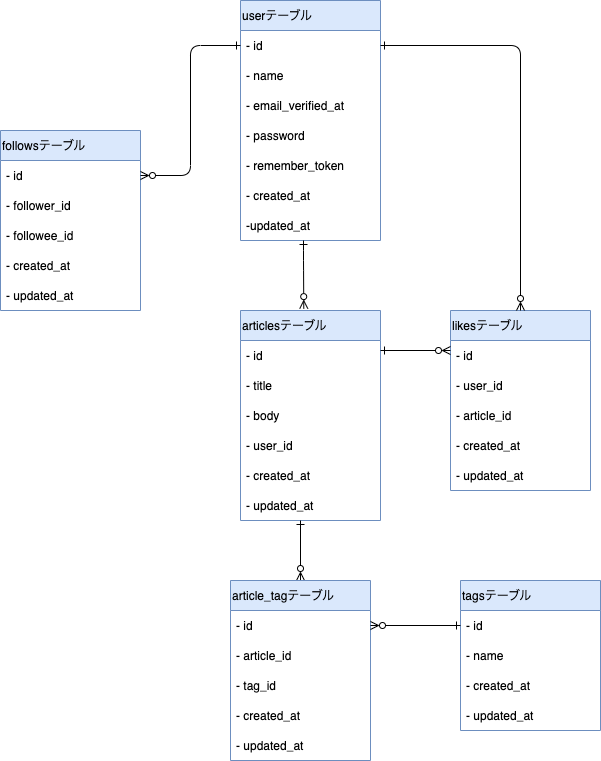 userテーブル
- id
- name
- email_verified_at
- password
- remember_token
- created_at
-updated_at
followsテーブル
- id
- follower_id
- followee_id
- created_at
- updated_at
articlesテーブル
- id
- title
- body
- user_id
- created_at
- updated_at
likesテーブル
- id
- user_id
- article_id
- created_at
- updated_at
article_tagテーブル
- id
- article_id
- tag_id
- created_at
- updated_at
tagsテーブル
- id
- name
- created_at
- updated_at